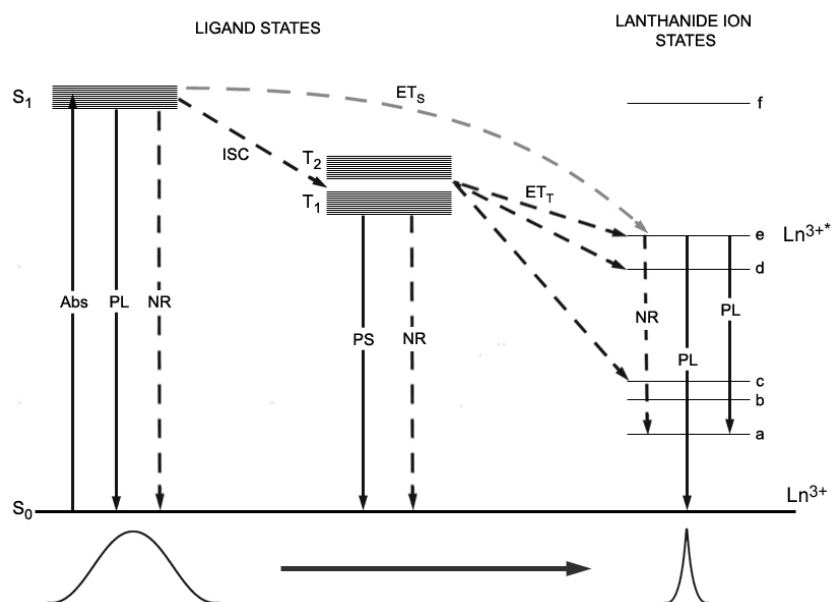 LIGAND STATES
LANTHANIDE ION
STATES
S1
ETS
f
ISC
T2
T1
ETT
e
Ln3+*
d
Abs
PL
NR
PS
NR
NR
PL
PL
c
b
a
S0
Ln3+